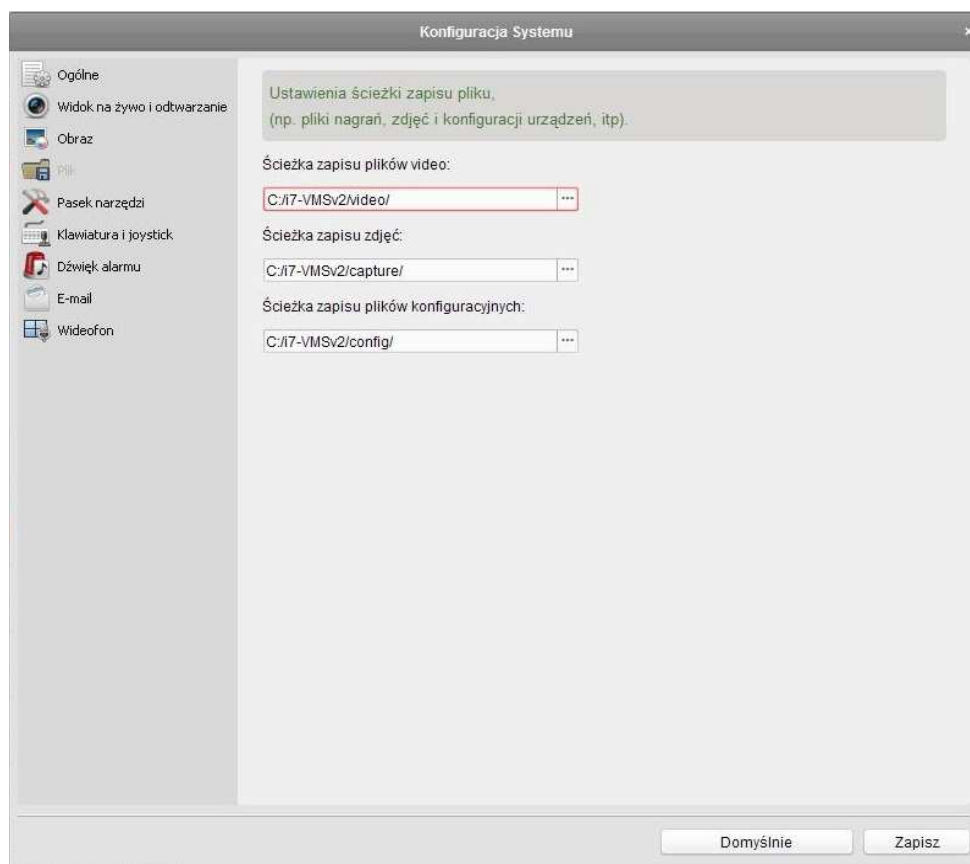 Konfiguracja Systemu
Ogólne
Widok na żywo i odtwarzanie
Obraz
Plik
Pasek narzędzi
Klawiatura i joystick
Dźwięk alarmu
E-mail
Wideofon
Ustawienia ścieżki zapisu pliku,
(np. pliki nagrań, zdjęć i konfiguracji urządzeń, itp).
Ścieżka zapisu plików video:
C:/i7-VMSv2/video/
Ścieżka zapisu zdjęć:
C:/i7-VMSv2/capture/
Ścieżka zapisu plików konfiguracyjnych:
C:/i7-VMSv2/config/
Domyślnie
Zapisz